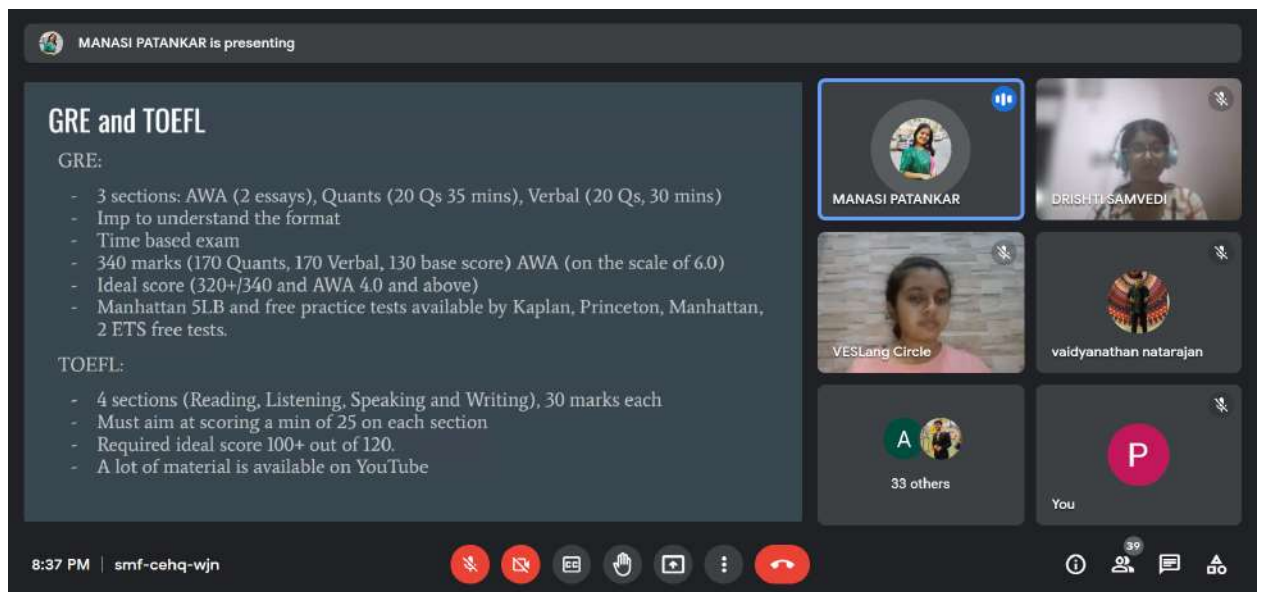 MANASI PATANKAR is presenting
GRE and TOEFL
GRE:
- 3 sections: AWA (2 essays), Quants (20 Qs 35 mins), Verbal (20 Qs, 30 mins)
- Imp to understand the format
- Time based exam
- 340 marks (170 Quants, 170 Verbal, 130 base score) AWA (on the scale of 6.0)
- Ideal score (320+/340 and AWA 4.0 and above)
- Manhattan 5LB and free practice tests available by Kaplan, Princeton, Manhattan,
2 ETS free tests.
TOEFL:
- 4 sections (Reading, Listening, Speaking and Writing), 30 marks each
- Must aim at scoring a min of 25 on each section
- Required ideal score 100+ out of 120.
- A lot of material is available on YouTube
MANASI PATANKAR
DRISHTI SAMVEDI
VESLang Circle
vaidyanathan natarajan
A
33 others
P
You
8:37 PM | smf-cehq-wjn
CC
39